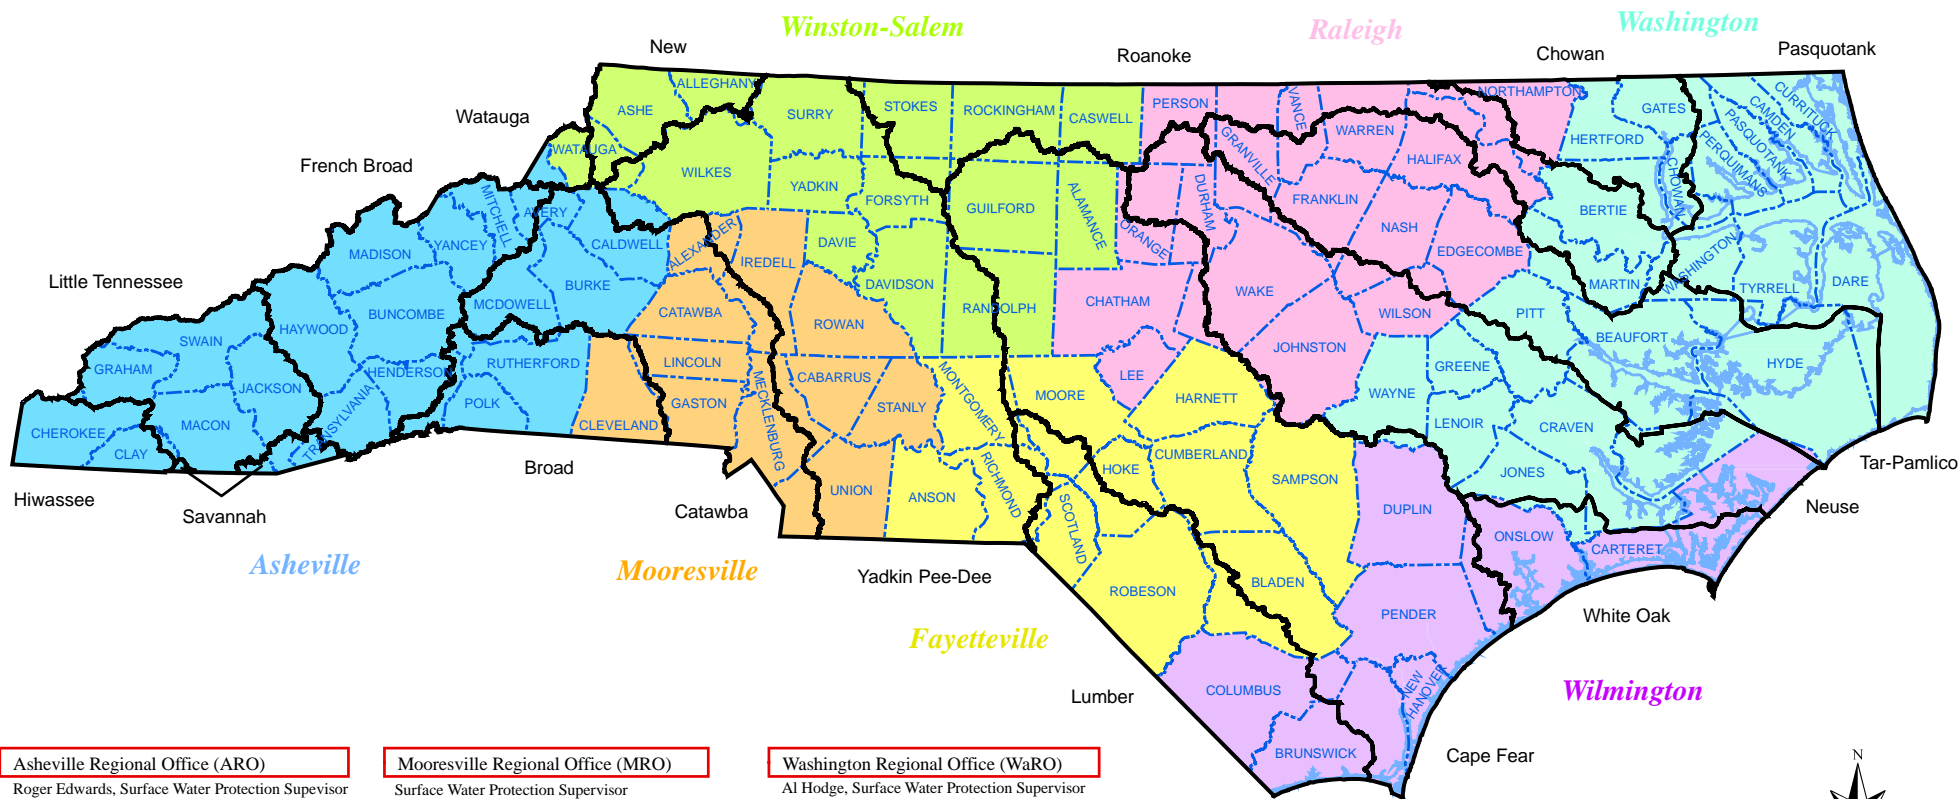 Winston-Salem
Raleigh
Washington
New
Roanoke
Chowan
Pasquotank
Watauga
French Broad
Little Tennessee
Hiwassee
Savannah
Broad
Catawba
Yadkin Pee-Dee
Lumber
Cape Fear
White Oak
Neuse
Tar-Pamlico
Asheville
Mooresville
Fayetteville
Wilmington
ALLEGHANY
ASHE
SURRY
STOKES
ROCKINGHAM
CASWELL
PERSON
VANCE
GRANVILLE
WARREN
NORTHAMPTON
HALIFAX
HERTFORD
GATES
CURRITUCK
CAMDEN
PASQUOTANK
PERQUIMANS
CHOWAN
WATAUGA
WILKES
YADKIN
FORSYTH
GUILFORD
ALAMANCE
ORANGE
DURHAM
FRANKLIN
NASH
EDGECOMBE
BERTIE
MARTIN
WASHINGTON
TYRRELL
DARE
MITCHELL
AVERY
YANCEY
MADISON
CALDWELL
ALEXANDER
IREDELL
DAVIE
DAVIDSON
RANDOLPH
CHATHAM
WAKE
WILSON
PITT
BEAUFORT
HYDE
BURKE
MCDOWELL
BUNCOMBE
HAYWOOD
SWAIN
GRAHAM
JACKSON
MACON
CHEROKEE
CLAY
TRANSYLVANIA
HENDERSON
RUTHERFORD
POLK
CLEVELAND
CATAWBA
LINCOLN
GASTON
MECKLENBURG
ROWAN
CABARRUS
STANLY
UNION
ANSON
MONTGOMERY
RICHMOND
MOORE
LEE
HARNETT
JOHNSTON
WAYNE
GREENE
LENOIR
CRAVEN
JONES
HOKE
CUMBERLAND
SAMPSON
SCOTLAND
ROBESON
BLADEN
DUPLIN
ONSLOW
CARTERET
PENDER
COLUMBUS
BRUNSWICK
NEW
HANOVER
N
Asheville Regional Office (ARO)
Roger Edwards, Surface Water Protection Supevisor
Mooresville Regional Office (MRO)
Surface Water Protection Supervisor
Washington Regional Office (WaRO)
Al Hodge, Surface Water Protection Supervisor